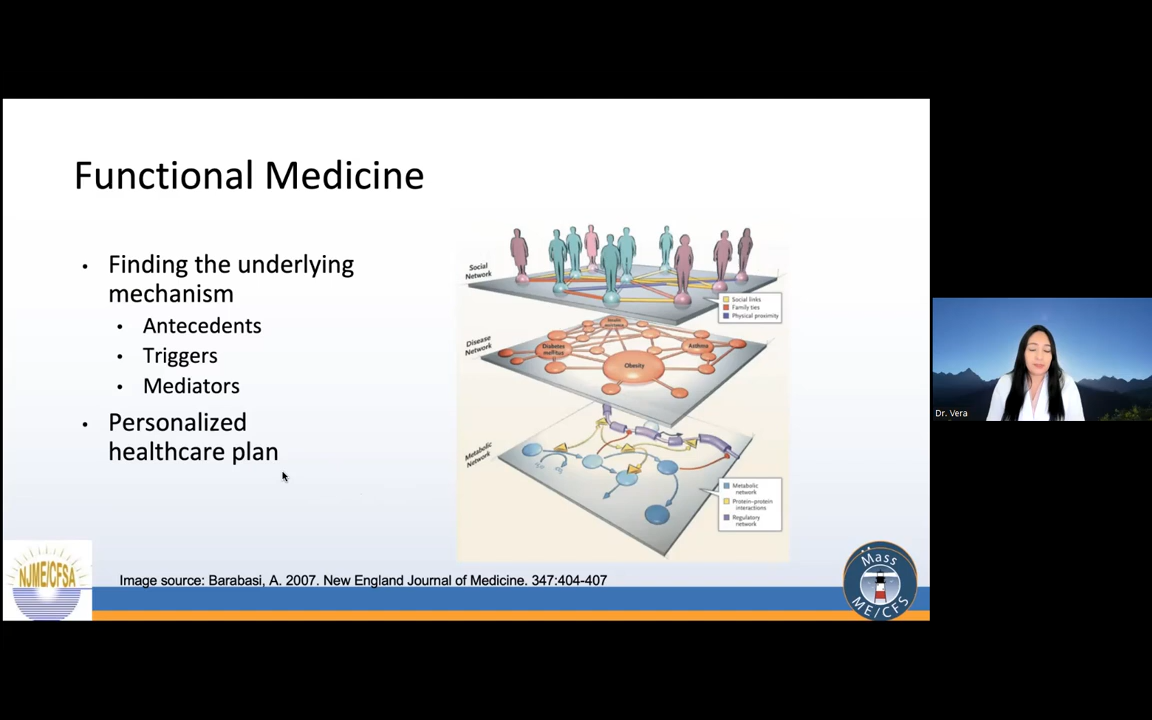 Functional Medicine
• Finding the underlying
mechanism
• Antecedents
• Triggers
• Mediators
• Personalized
healthcare plan
Social
Network
Social links
Family ties
Physical proximity
Disease
Network
Diabetes
mellitus
Asthma
Obesity
Metabolic
Network
Metabolic
network
Protein–protein
interactions
Regulatory
network
Image source: Barabasi, A. 2007. New England Journal of Medicine. 347:404-407
NJME/CFSA
Mass
ME/CFS
Dr. Vera